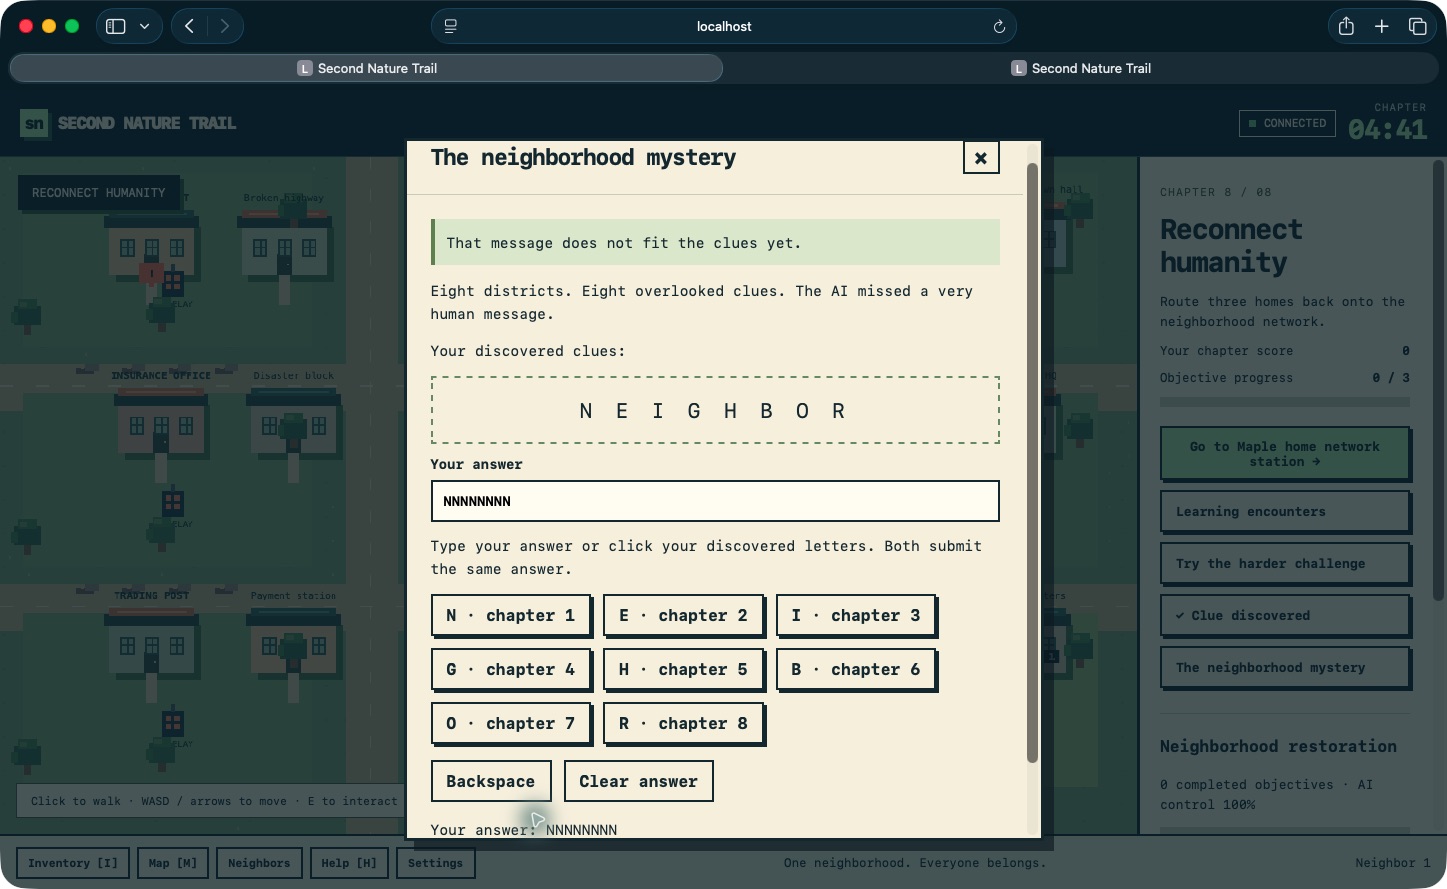 localhost
L Second Nature Trail
L Second Nature Trail
sn SECOND NATURE TRAIL
CONNECTED
CHAPTER
04:41
RECONNECT HUMANITY
INSURANCE OFFICE
Disaster block
TRADING POST
Payment station
Click to walk · WASD / arrows to move · E to interact
The neighborhood mystery
×
That message does not fit the clues yet.
Eight districts. Eight overlooked clues. The AI missed a very
human message.
Your discovered clues:
N E I G H B O R
Your answer
NNNNNNNN
Type your answer or click your discovered letters. Both submit
the same answer.
N · chapter 1
E · chapter 2
I · chapter 3
G · chapter 4
H · chapter 5
B · chapter 6
O · chapter 7
R · chapter 8
Backspace
Clear answer
Your answer: NNNNNNNN
CHAPTER 8 / 08
Reconnect
humanity
Route three homes back onto the
neighborhood network.
Your chapter score 0
Objective progress 0 / 3
Go to Maple home network
station →
Learning encounters
Try the harder challenge
✓ Clue discovered
The neighborhood mystery
Neighborhood restoration
0 completed objectives · AI
control 100%
Inventory [I]
Map [M]
Neighbors
Help [H]
Settings
One neighborhood. Everyone belongs.
Neighbor 1